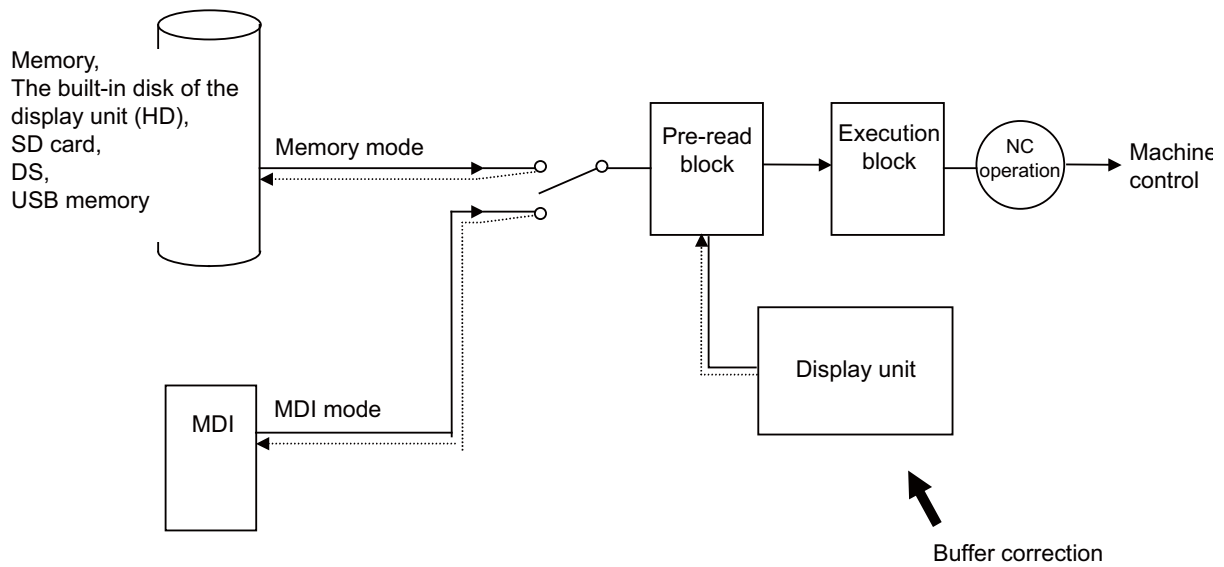 Memory,
The built-in disk of the
display unit (HD),
SD card,
DS,
USB memory
Memory mode
Pre-read
block
Execution
block
NC
operation
Machine
control
Display unit
MDI
MDI mode
Buffer correction